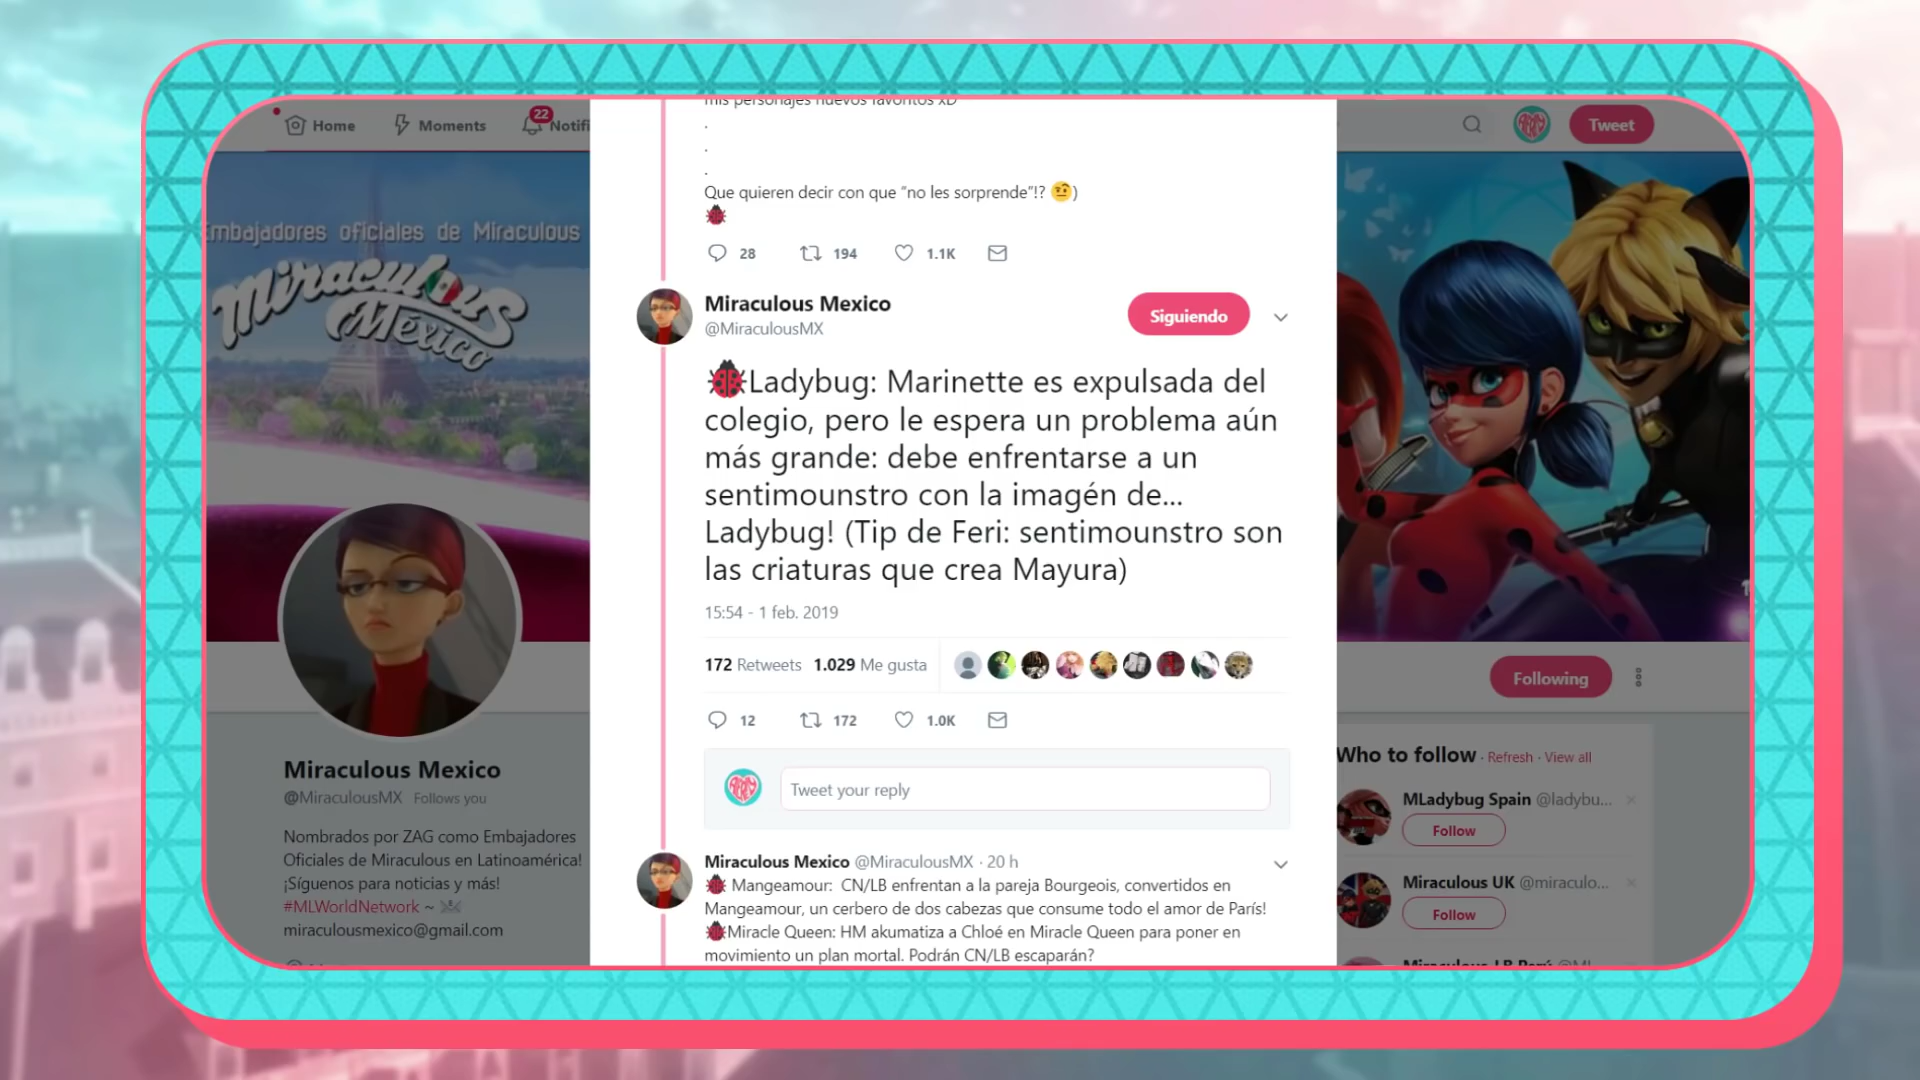 Home
Moments
22
Notifi
Tweet
Embajadores oficiales de Miraculous
Miraculous
México
Miraculous Mexico
@MiraculousMX Follows you
Nombrados por ZAG como Embajadores
Oficiales de Miraculous en Latinoamérica!
¡Síguenos para noticias y más!
#MLWorldNetwork ~
miraculousmexico@gmail.com
mis personajes nuevos favoritos xD
.
.
.
Que quieren decir con que “no les sorprende”!? 🤨)
🐞
28 194 1.1K
Miraculous Mexico
@MiraculousMX
Siguiendo
🐞Ladybug: Marinette es expulsada del
colegio, pero le espera un problema aún
más grande: debe enfrentarse a un
sentimounstro con la imagén de...
Ladybug! (Tip de Feri: sentimounstro son
las criaturas que crea Mayura)
15:54 - 1 feb. 2019
172 Retweets 1.029 Me gusta
12 172 1.0K
Tweet your reply
Miraculous Mexico @MiraculousMX · 20 h
🐞 Mangeamour: CN/LB enfrentan a la pareja Bourgeois, convertidos en
Mangeamour, un cerbero de dos cabezas que consume todo el amor de París!
🐞Miracle Queen: HM akumatiza a Chloé en Miracle Queen para poner en
movimiento un plan mortal. Podrán CN/LB escaparán?
Following
Who to follow · Refresh · View all
MLadybug Spain @ladybu...
Follow
Miraculous UK @miraculo...
Follow
Miraculous LB Perú @ML